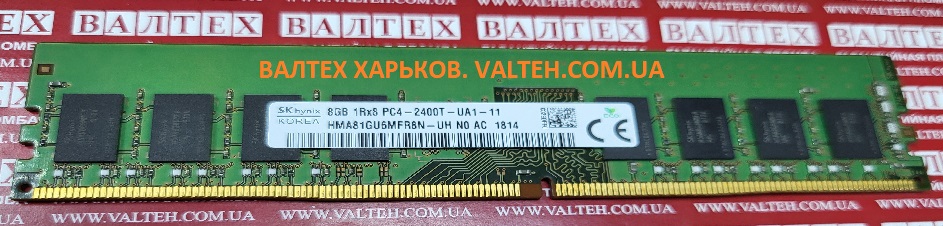 ВАЛТЕХ ВАЛТЕХ ВАЛТЕХ ВАЛТЕХ ВАЛТЕХ
ВАЛТЕХ ХАРЬКОВ. VALTEH.COM.UA
SK hynix
KOREA
8GB 1Rx8 PC4-2400T-UA1-11
HMA81GU6MFR8N-UH N0 AC 1814
CE
WWW.VALTEH.COM.UA WWW.VALTEH.COM.UA WWW.VALTEH.COM.UA WWW.VALTEH.COM.UA